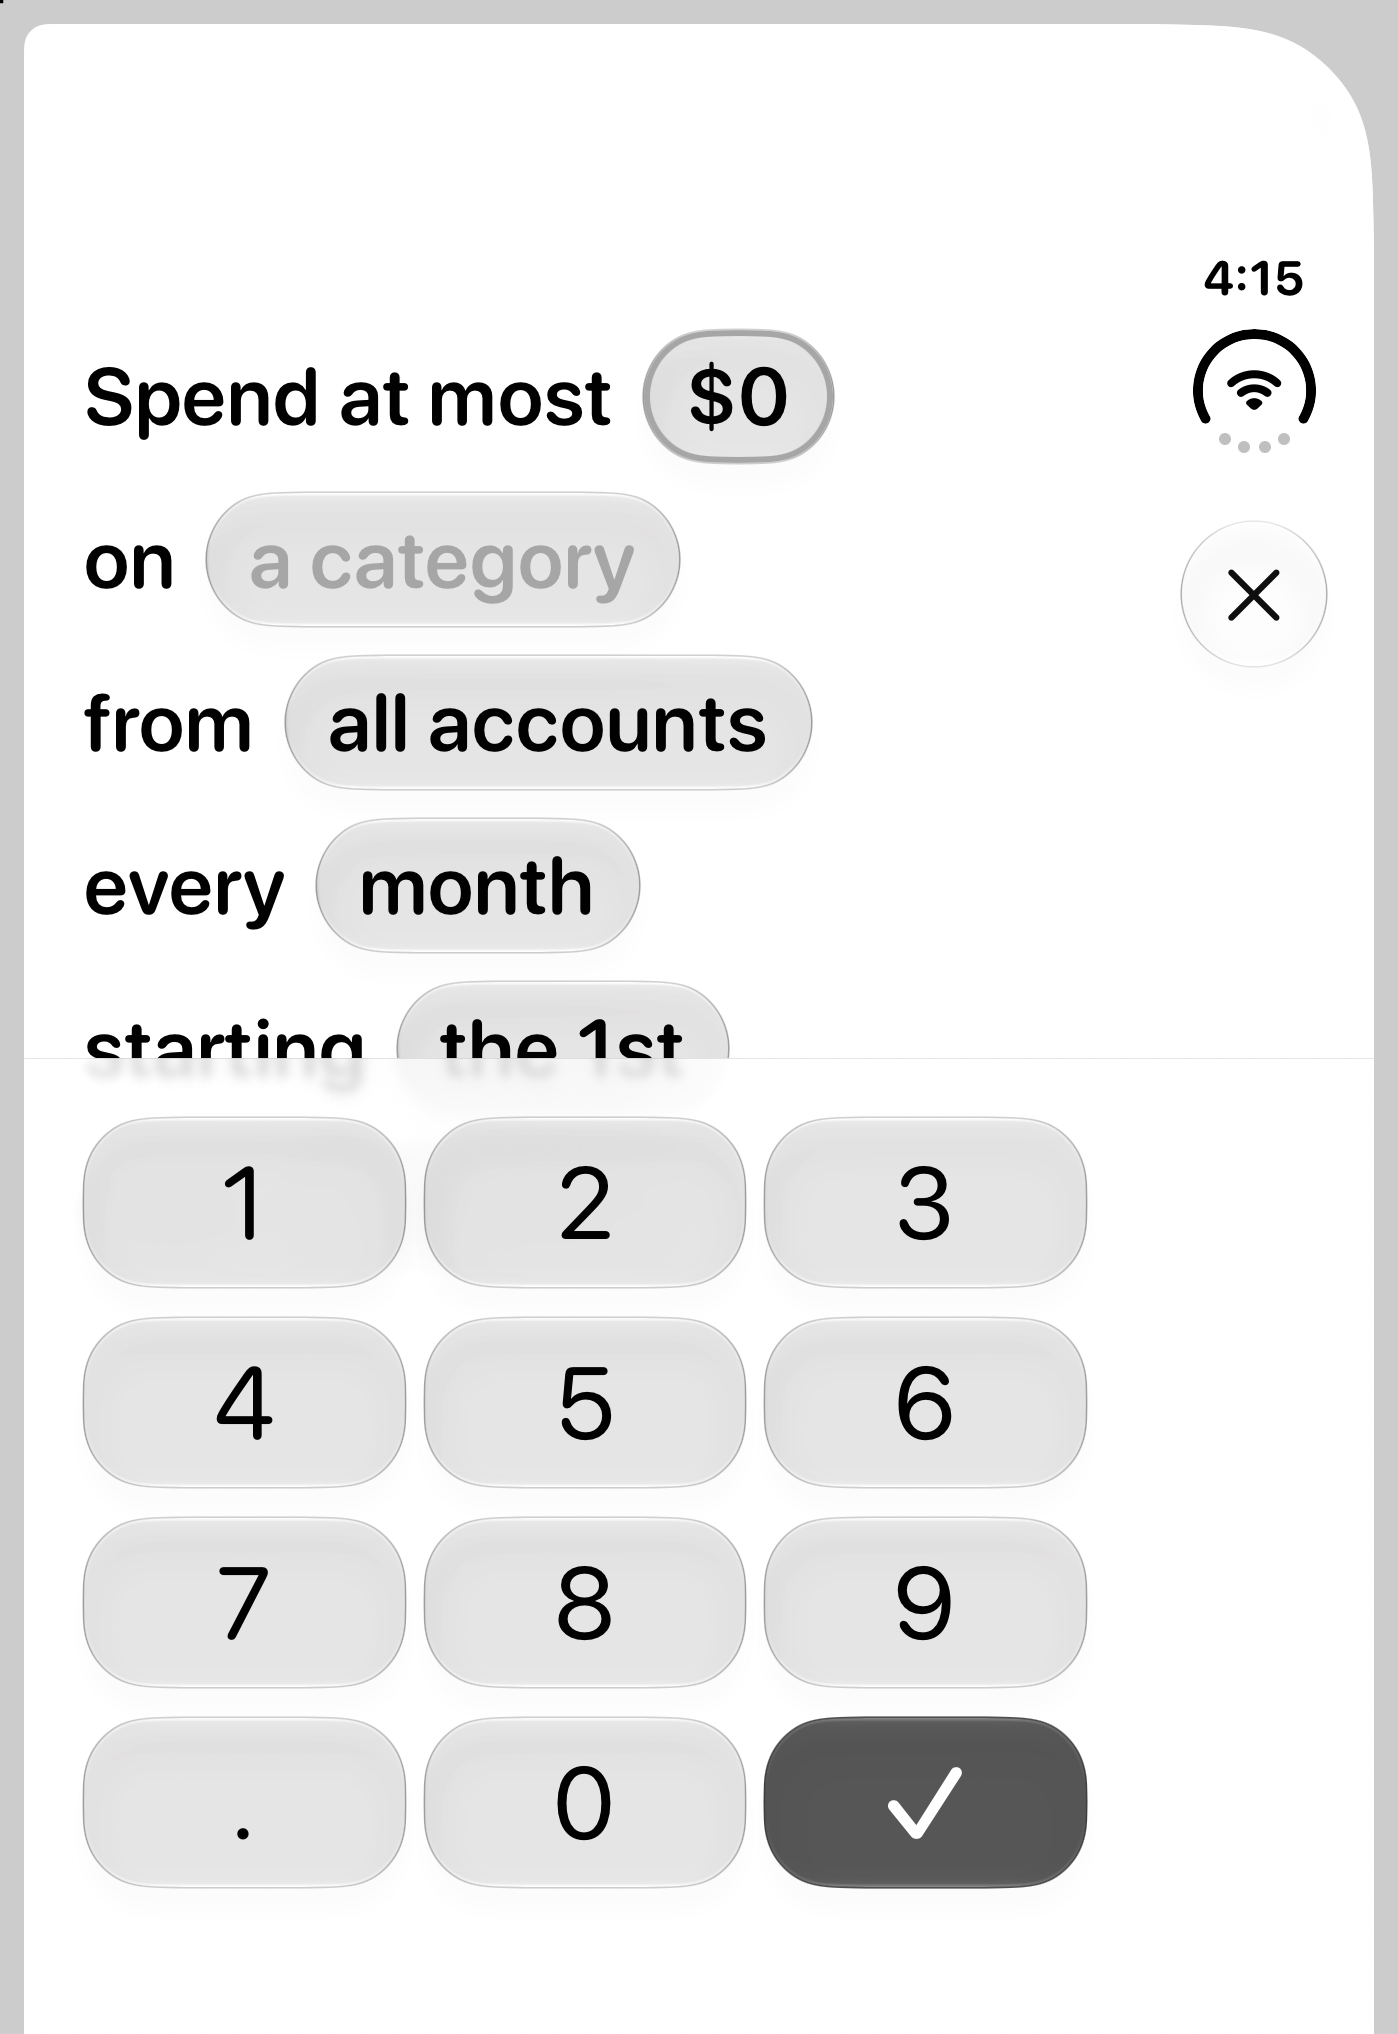 4:15
Spend at most $0
on a category
from all accounts
every month
starting the 1st
1 2 3
4 5 6
7 8 9
. 0